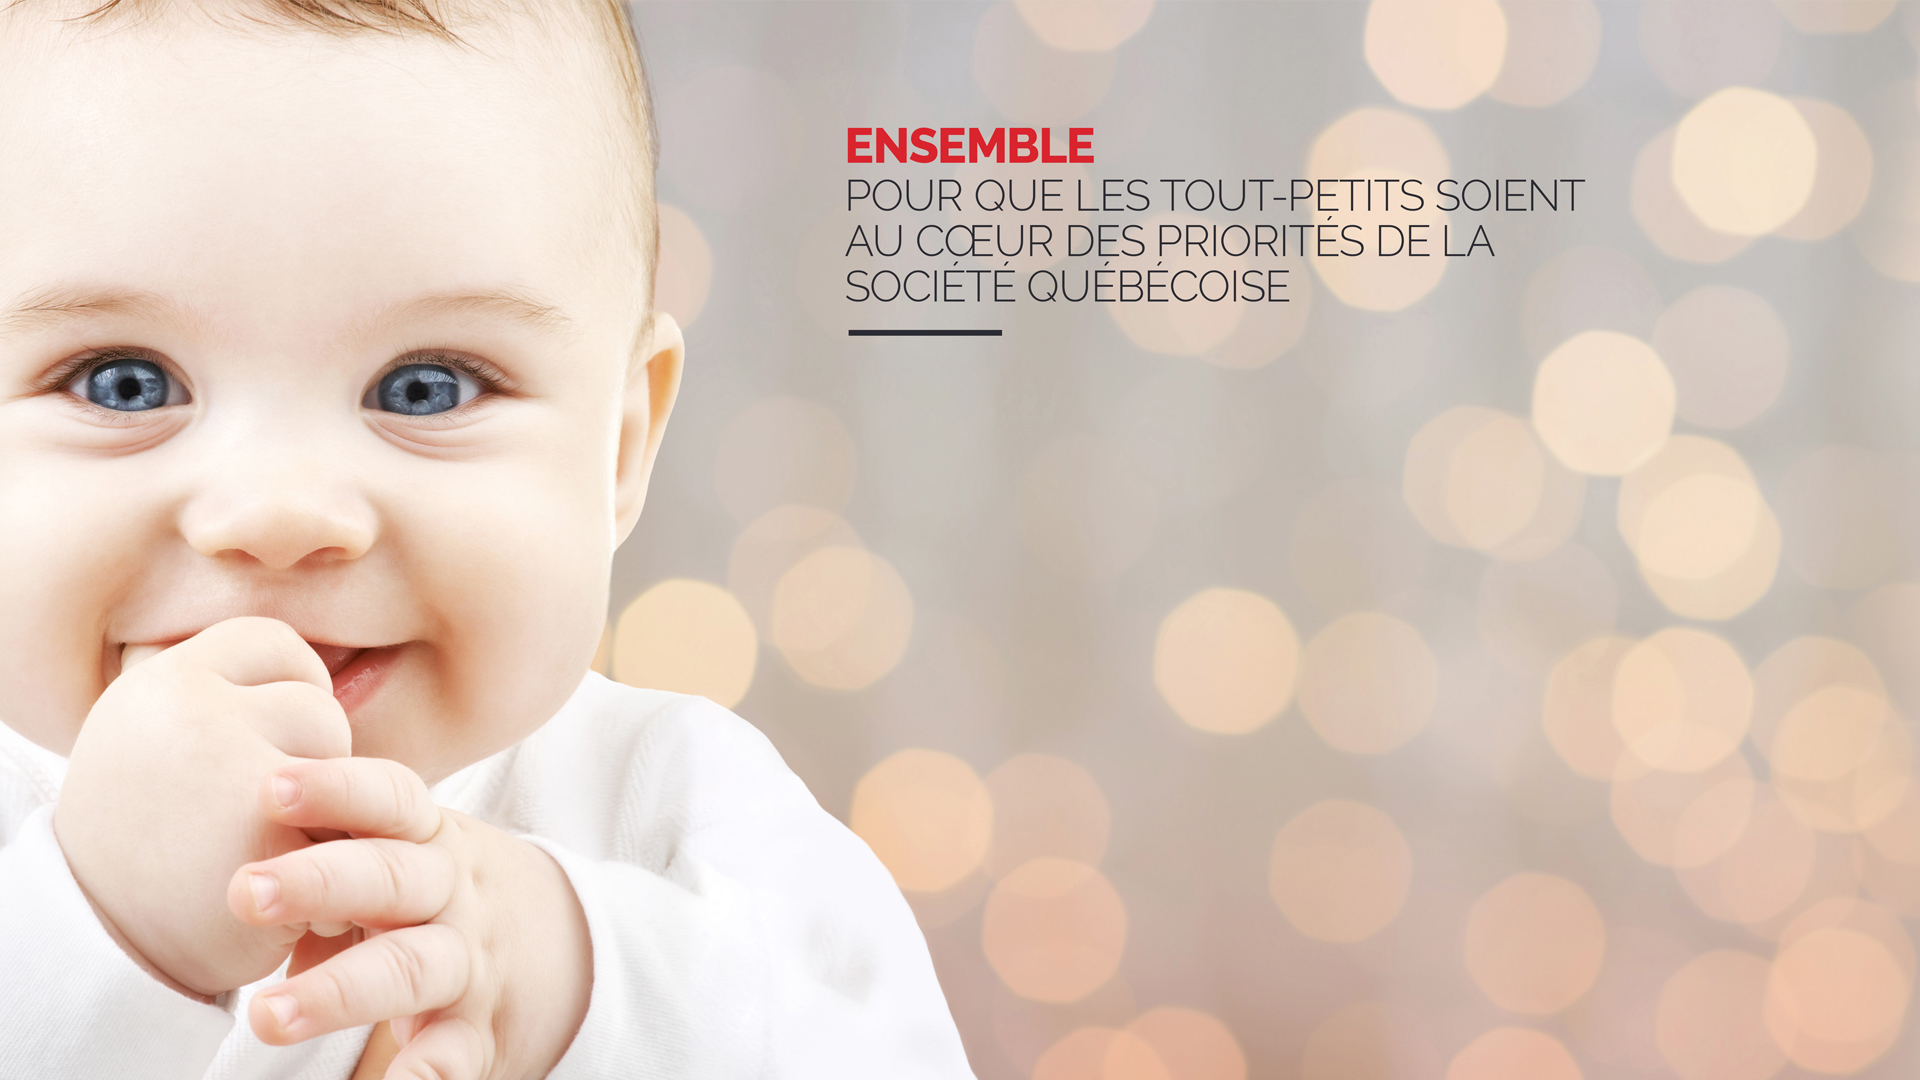 ENSEMBLE
POUR QUE LES TOUT-PETITS SOIENT
AU CŒUR DES PRIORITÉS DE LA
SOCIÉTÉ QUÉBÉCOISE